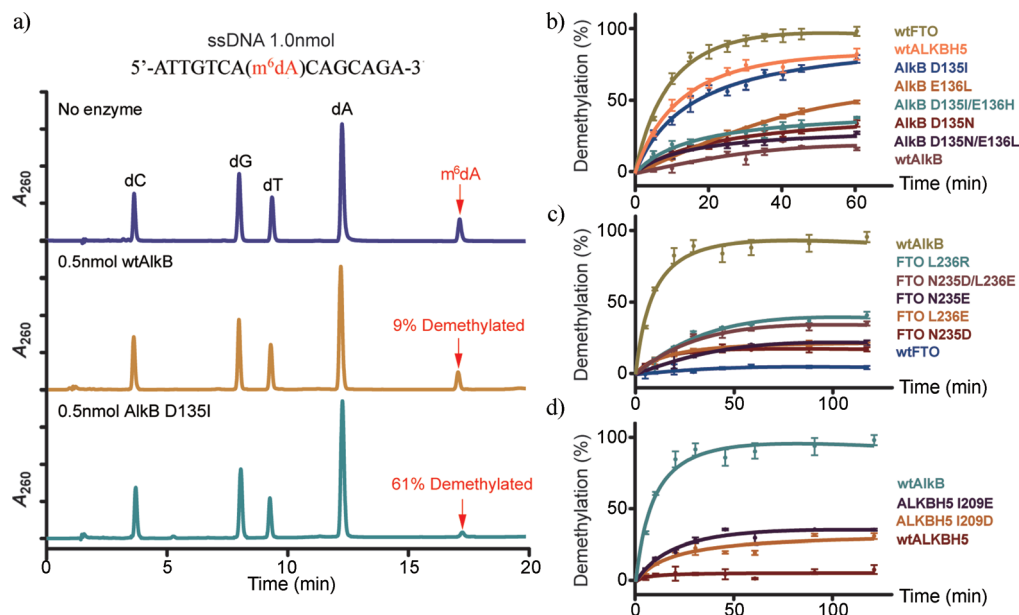 a)
ssDNA 1.0nmol
5'-ATTGTCA(m⁶dA)CAGCAGA-3'
No enzyme
dC
dG
dT
dA
m⁶dA
A260
0.5nmol wtAlkB
9% Demethylated
A260
0.5nmol AlkB D135I
61% Demethylated
A260
0
5
10
15
20
Time (min)
b)
Demethylation (%)
100
50
0
0
20
40
60
Time (min)
wtFTO
wtALKBH5
AlkB D135I
AlkB E136L
AlkB D135I/E136H
AlkB D135N
AlkB D135N/E136L
wtAlkB
c)
Demethylation (%)
100
50
0
0
50
100
Time (min)
wtAlkB
FTO L236R
FTO N235D/L236E
FTO N235E
FTO L236E
FTO N235D
wtFTO
d)
Demethylation (%)
100
50
0
0
50
100
Time (min)
wtAlkB
ALKBH5 I209E
ALKBH5 I209D
wtALKBH5